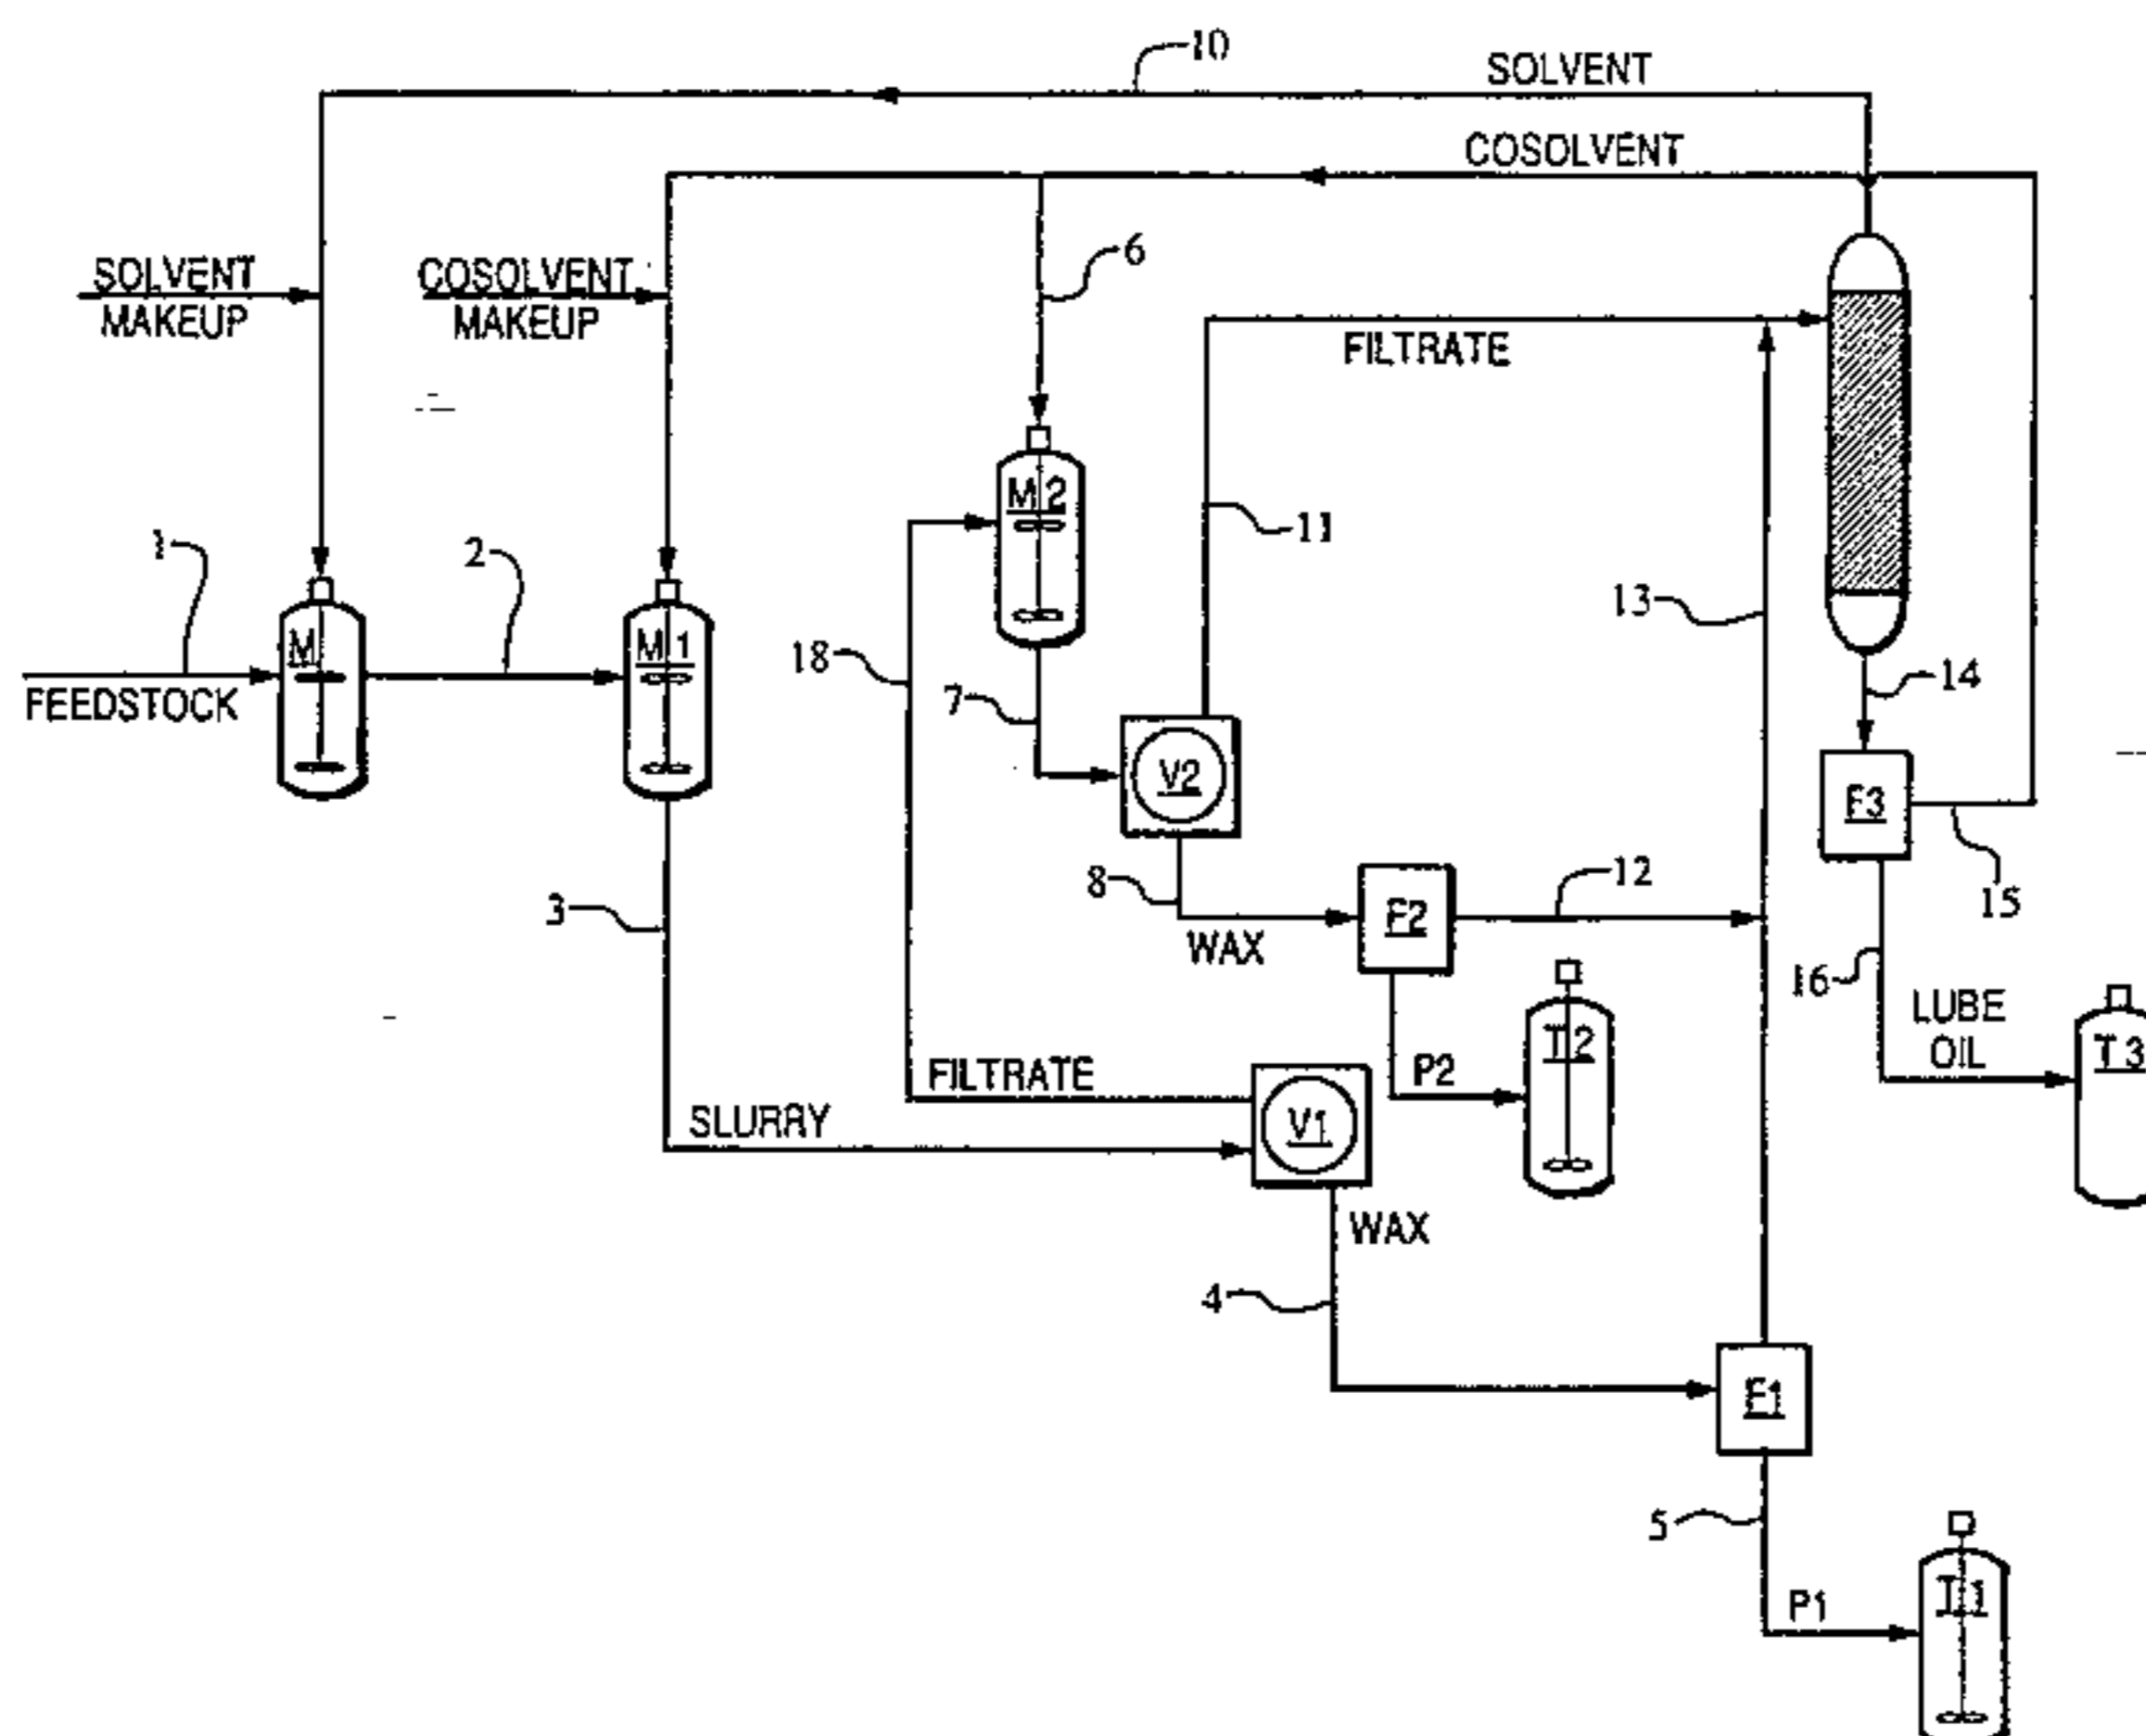 10
SOLVENT
COSOLVENT
6
SOLVENT
MAKEUP
COSOLVENT
MAKEUP
FILTRATE
M2
11
1
2
13
18
M
M1
7
14
FEEDSTOCK
V2
F3
8
12
15
3
F2
WAX
16
LUBE
OIL
T2
T3
FILTRATE
P2
SLURRY
V1
WAX
4
F1
5
P1
T1